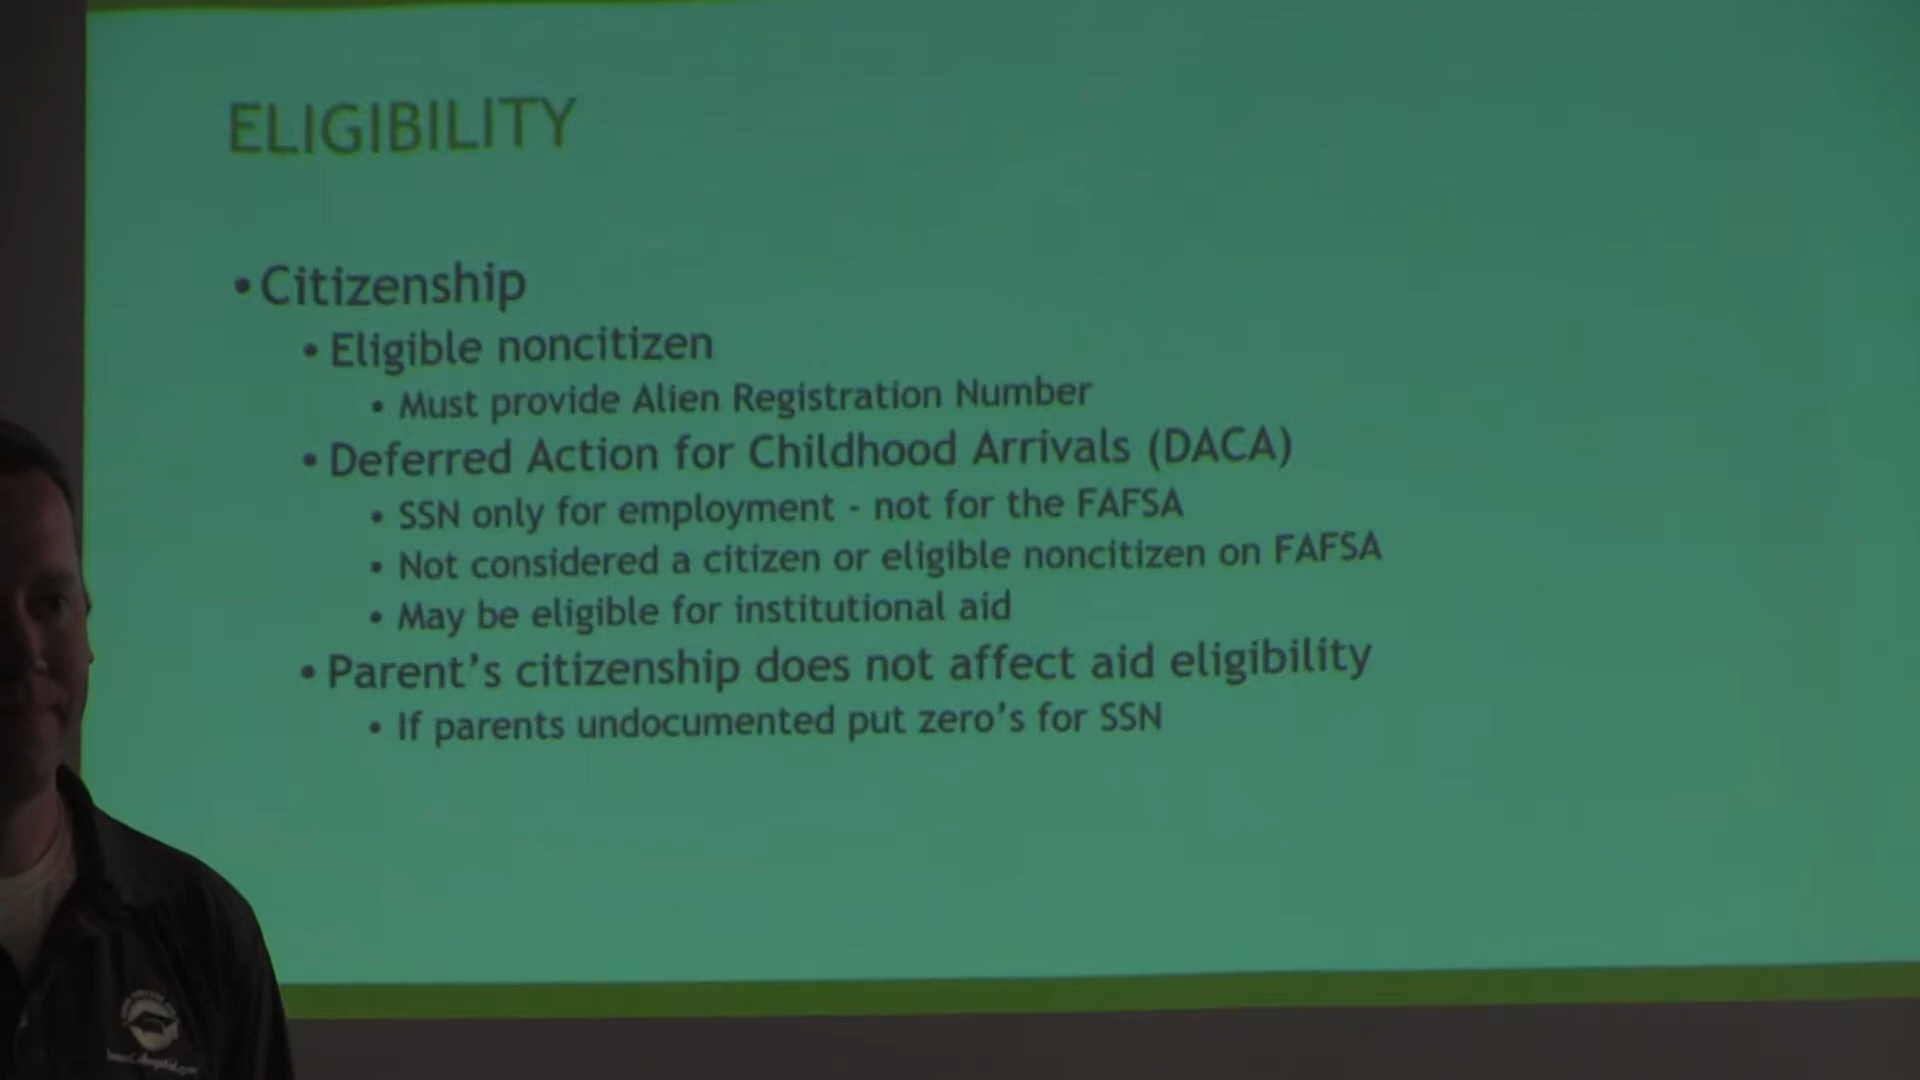 ELIGIBILITY
• Citizenship
• Eligible noncitizen
• Must provide Alien Registration Number
• Deferred Action for Childhood Arrivals (DACA)
• SSN only for employment - not for the FAFSA
• Not considered a citizen or eligible noncitizen on FAFSA
• May be eligible for institutional aid
• Parent’s citizenship does not affect aid eligibility
• If parents undocumented put zero’s for SSN